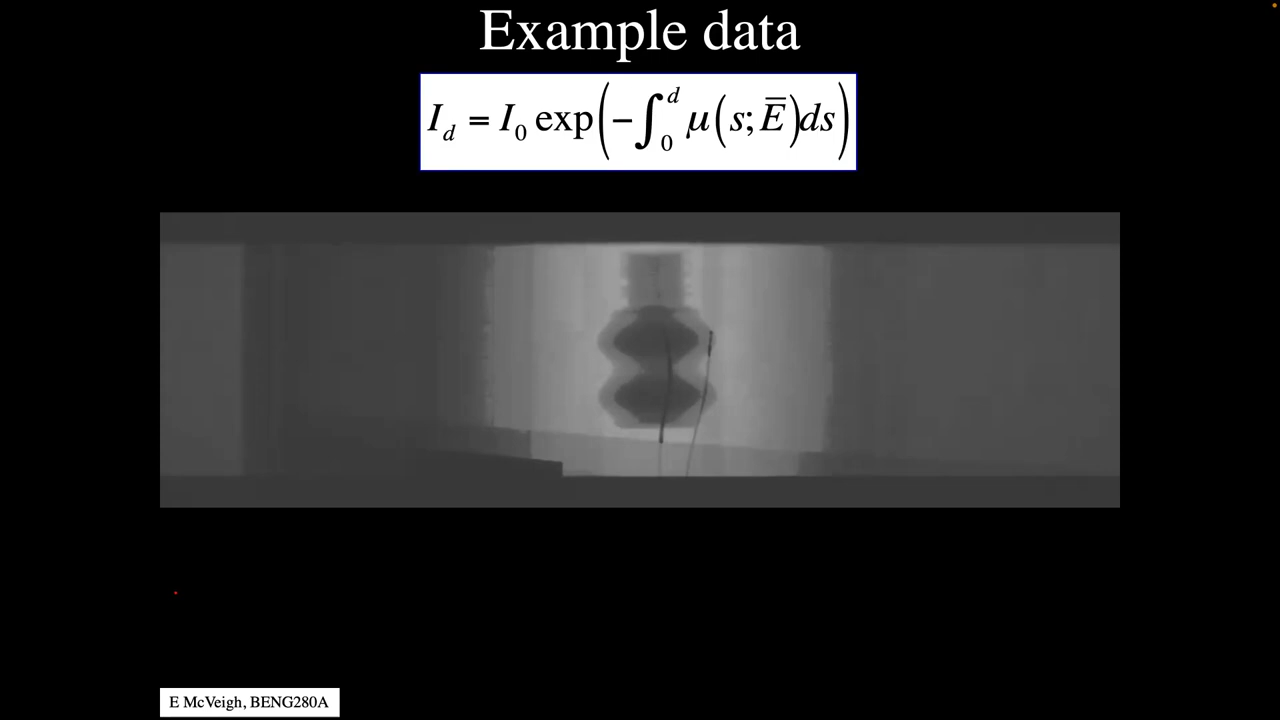 Example data
I_d = I_0 exp(−∫_0^d μ(s; E̅)ds)
E McVeigh, BENG280A